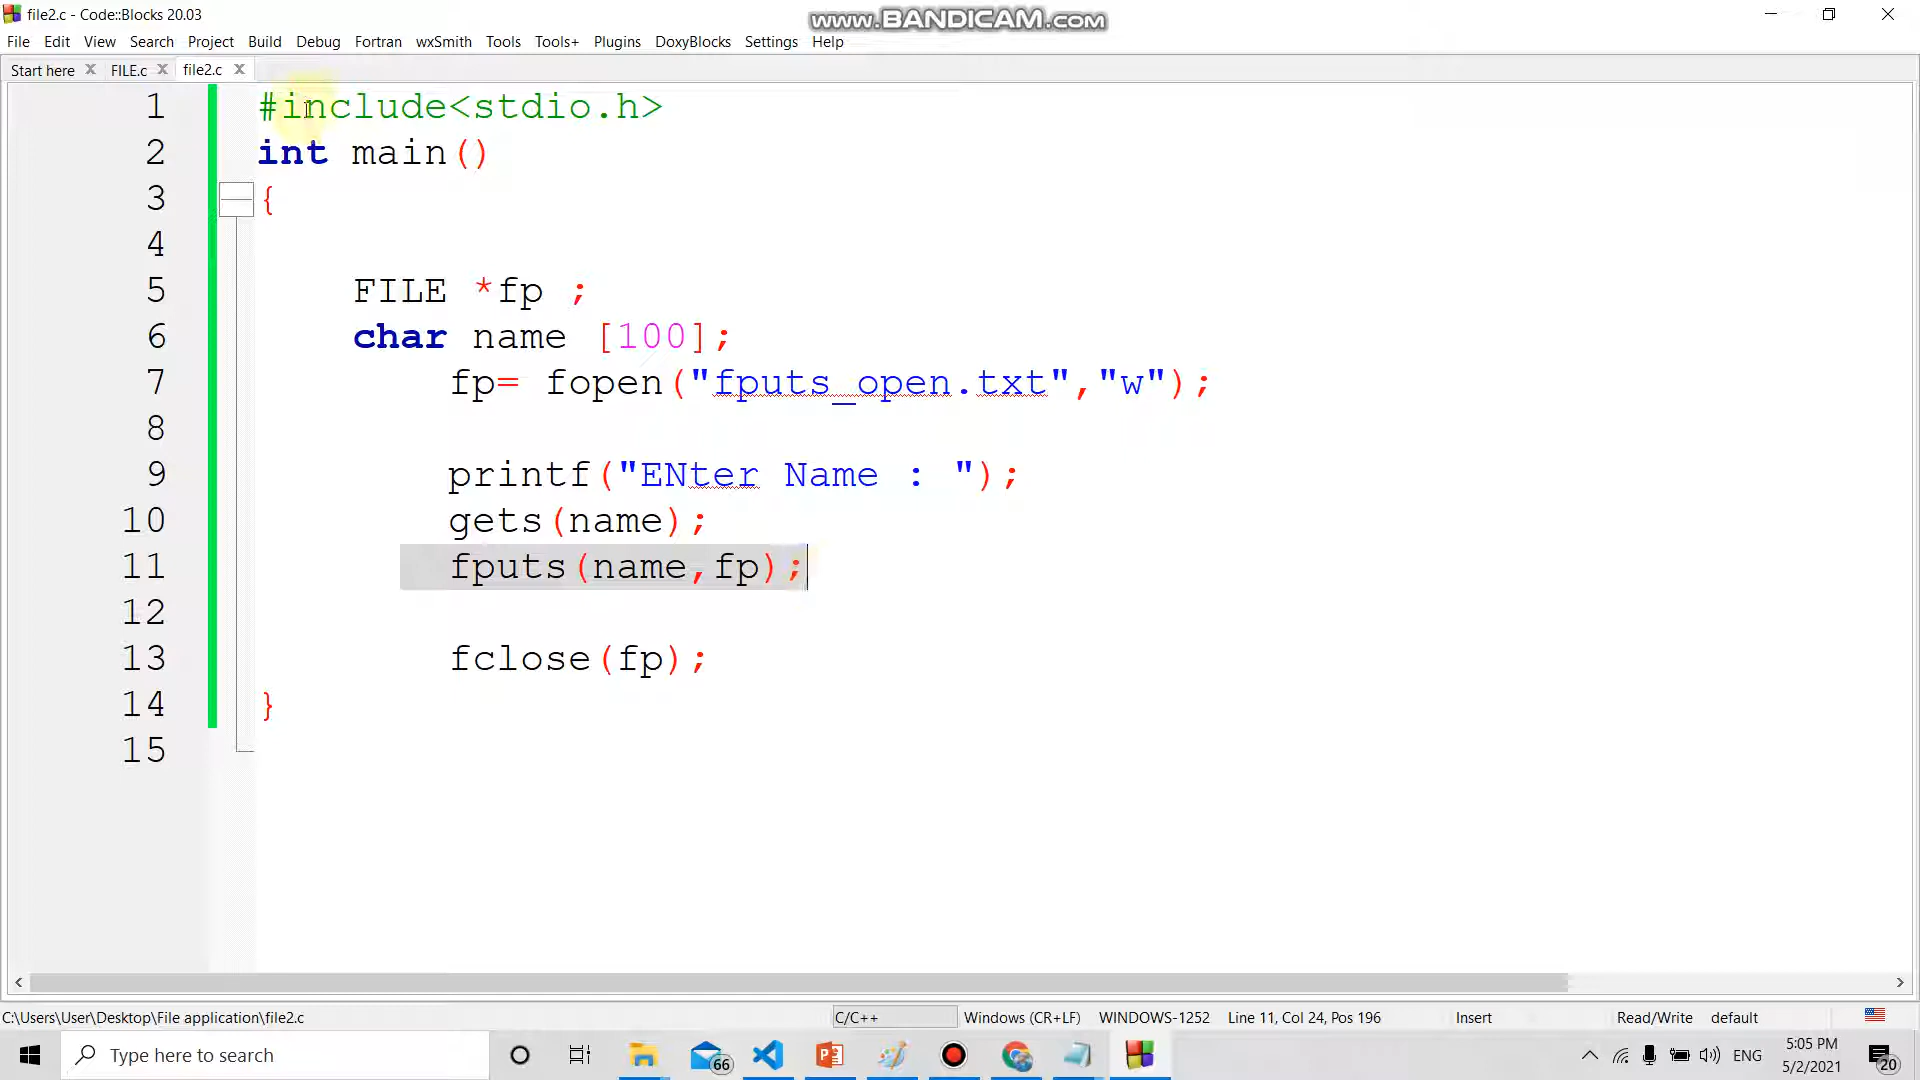 file2.c - Code::Blocks 20.03
www.BANDICAM.com
File Edit View Search Project Build Debug Fortran wxSmith Tools Tools+ Plugins DoxyBlocks Settings Help
Start here FILE.c file2.c
1 #include<stdio.h>
2 int main()
3 {
4
5 FILE *fp ;
6 char name [100];
7 fp= fopen("fputs_open.txt","w");
8
9 printf("ENter Name : ");
10 gets(name);
11 fputs(name,fp);
12
13 fclose(fp);
14 }
15
C:\Users\User\Desktop\File application\file2.c C/C++ Windows (CR+LF) WINDOWS-1252 Line 11, Col 24, Pos 196 Insert Read/Write default
Type here to search 66 ENG 5:05 PM
5/2/2021 20